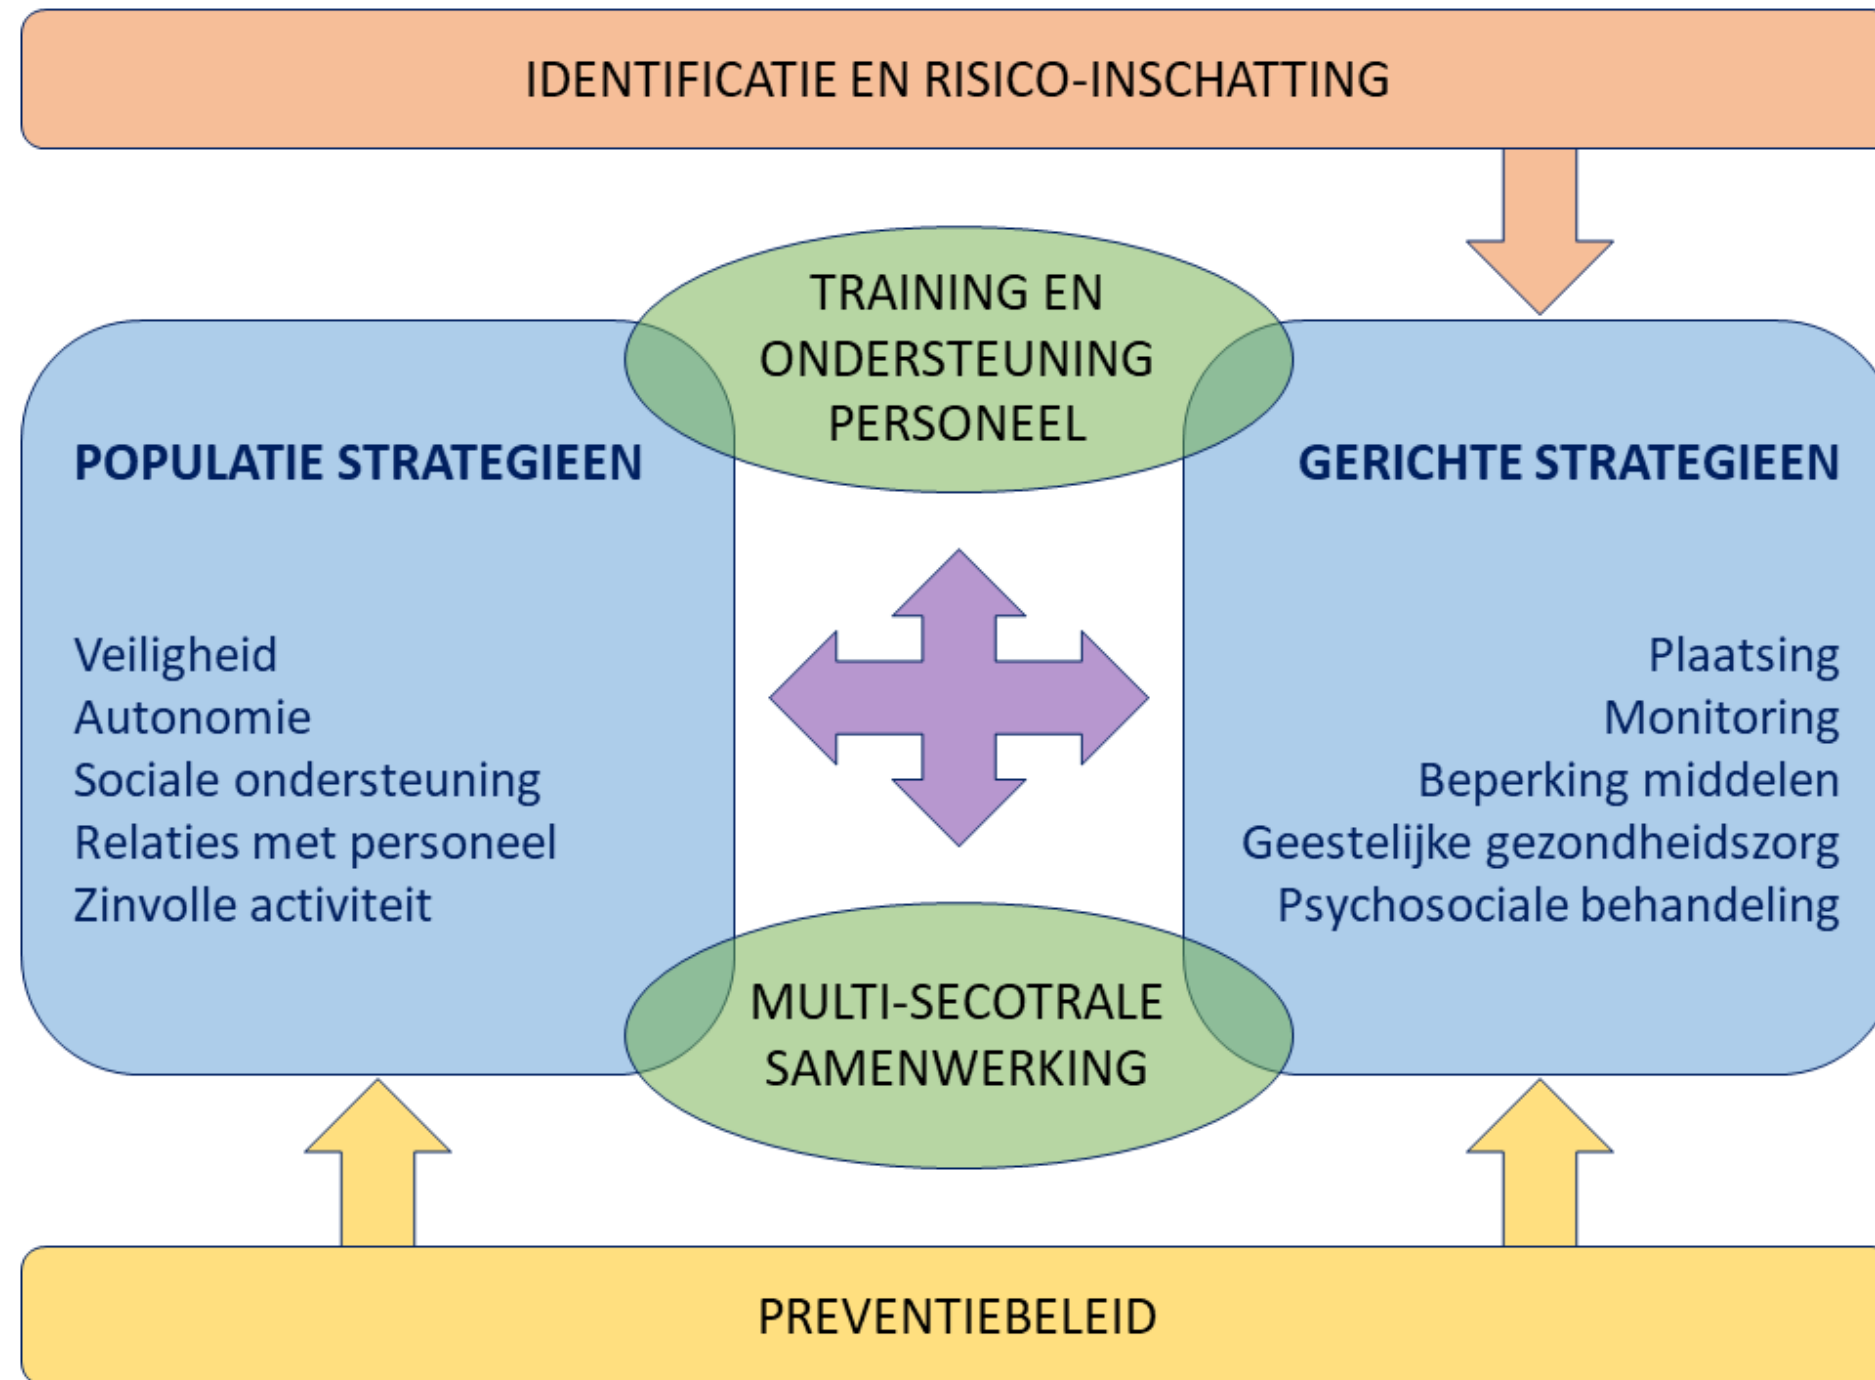 IDENTIFICATIE EN RISICO-INSCHATTING
TRAINING EN
ONDERSTEUNING
PERSONEEL
POPULATIE STRATEGIEEN
Veiligheid
Autonomie
Sociale ondersteuning
Relaties met personeel
Zinvolle activiteit
GERICHTE STRATEGIEEN
Plaatsing
Monitoring
Beperking middelen
Geestelijke gezondheidszorg
Psychosociale behandeling
MULTI-SECOTRALE
SAMENWERKING
PREVENTIEBELEID